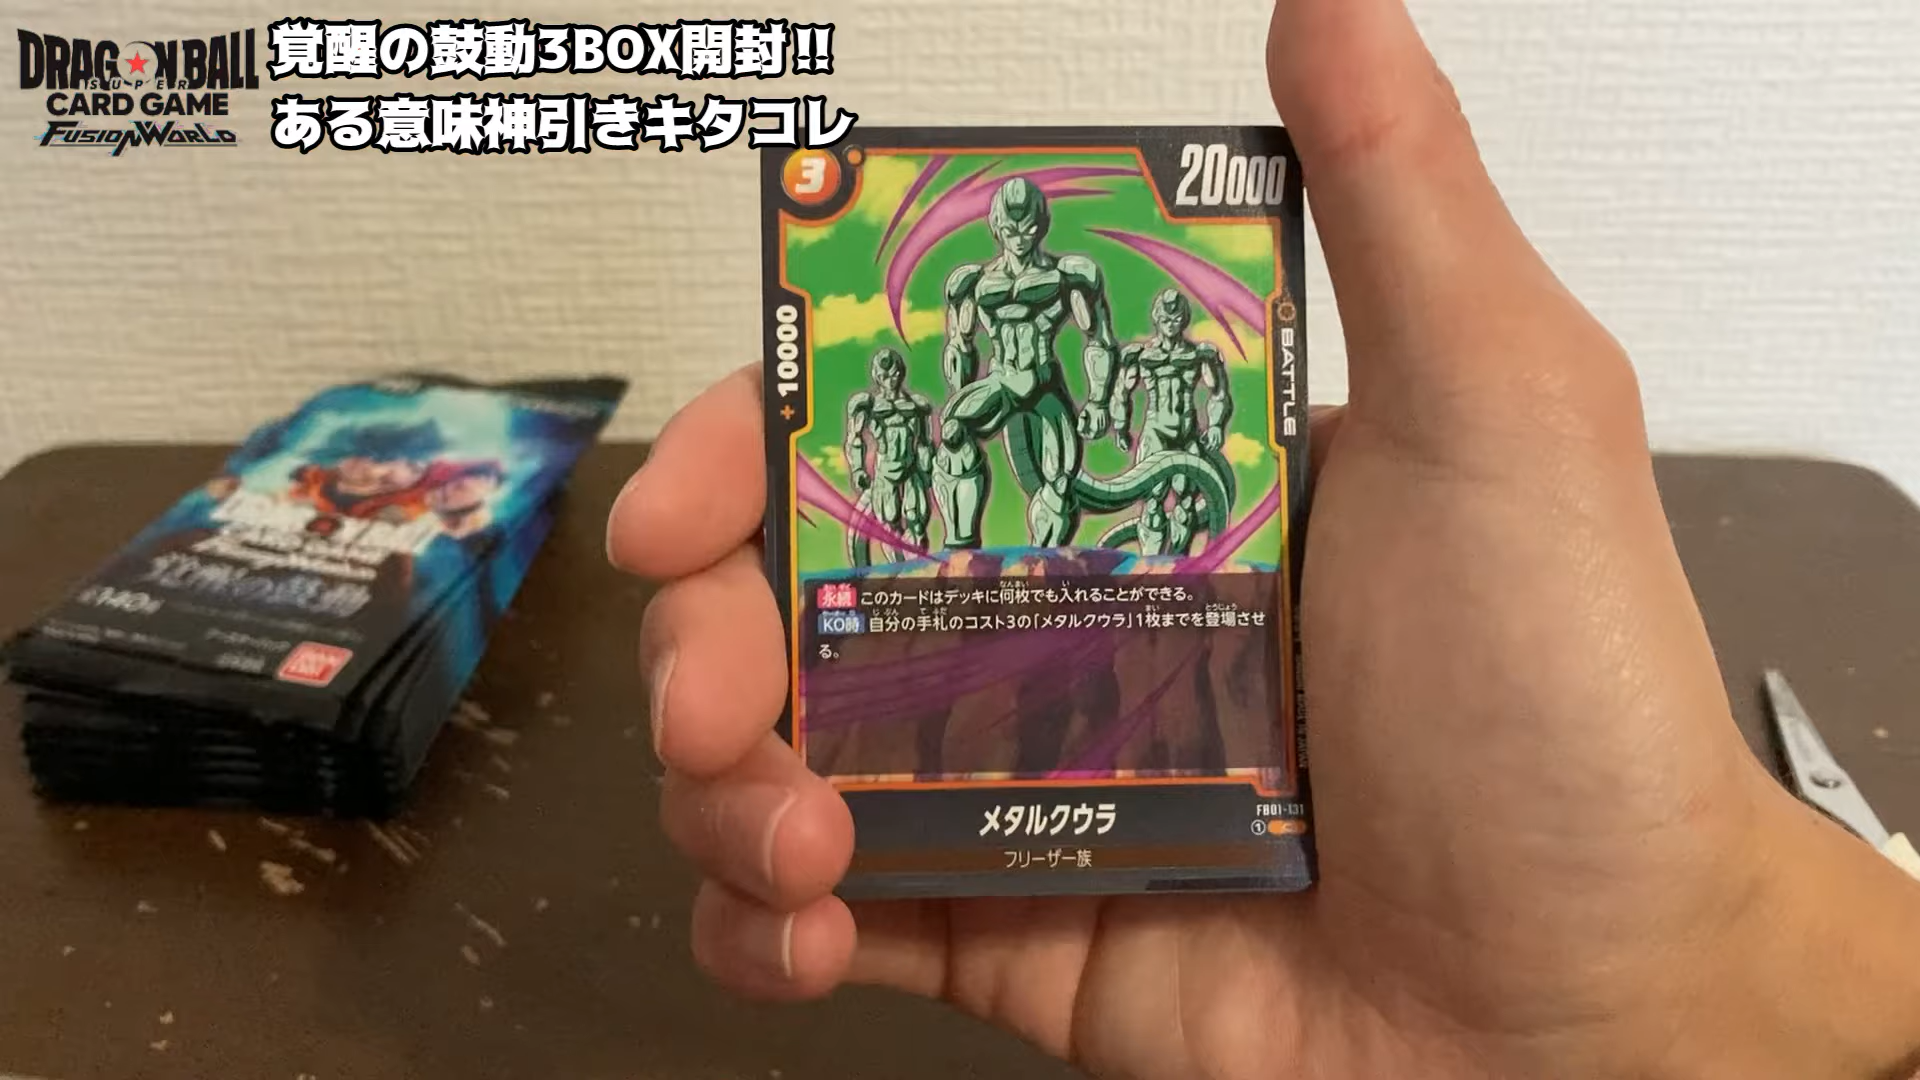 DRAGONBALL
SUPER
CARD GAME
FUSION WORLD
覚醒の鼓動3BOX開封!!
ある意味神引きキタコレ
3
20000
+10000
BATTLE
永続 このカードはデッキに何枚でも入れることができる。
KO時 自分の手札のコスト3の「メタルクウラ」1枚までを登場させ
る。
メタルクウラ
FB01-131
①
フリーザー族
の鼓動